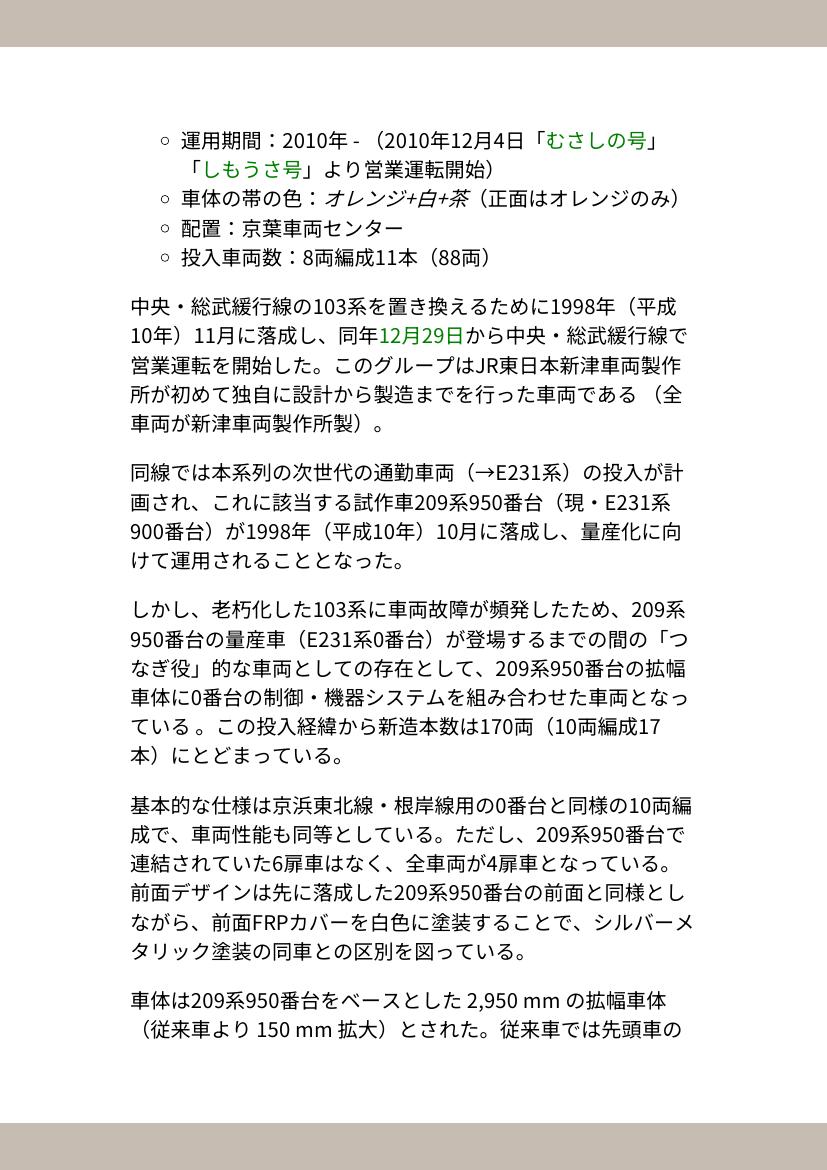 運用期間：2010年 - （2010年12月4日「むさしの号」
「しもうさ号」より営業運転開始）
車体の帯の色：オレンジ+白+茶（正面はオレンジのみ）
配置：京葉車両センター
投入車両数：8両編成11本（88両）
中央・総武緩行線の103系を置き換えるために1998年（平成
10年）11月に落成し、同年12月29日から中央・総武緩行線で
営業運転を開始した。このグループはJR東日本新津車両製作
所が初めて独自に設計から製造までを行った車両である （全
車両が新津車両製作所製）。
同線では本系列の次世代の通勤車両（→E231系）の投入が計
画され、これに該当する試作車209系950番台（現・E231系
900番台）が1998年（平成10年）10月に落成し、量産化に向
けて運用されることとなった。
しかし、老朽化した103系に車両故障が頻発したため、209系
950番台の量産車（E231系0番台）が登場するまでの間の「つ
なぎ役」的な車両としての存在として、209系950番台の拡幅
車体に0番台の制御・機器システムを組み合わせた車両となっ
ている 。この投入経緯から新造本数は170両（10両編成17
本）にとどまっている。
基本的な仕様は京浜東北線・根岸線用の0番台と同様の10両編
成で、車両性能も同等としている。ただし、209系950番台で
連結されていた6扉車はなく、全車両が4扉車となっている。
前面デザインは先に落成した209系950番台の前面と同様とし
ながら、前面FRPカバーを白色に塗装することで、シルバーメ
タリック塗装の同車との区別を図っている。
車体は209系950番台をベースとした 2,950 mm の拡幅車体
（従来車より 150 mm 拡大）とされた。従来車では先頭車の